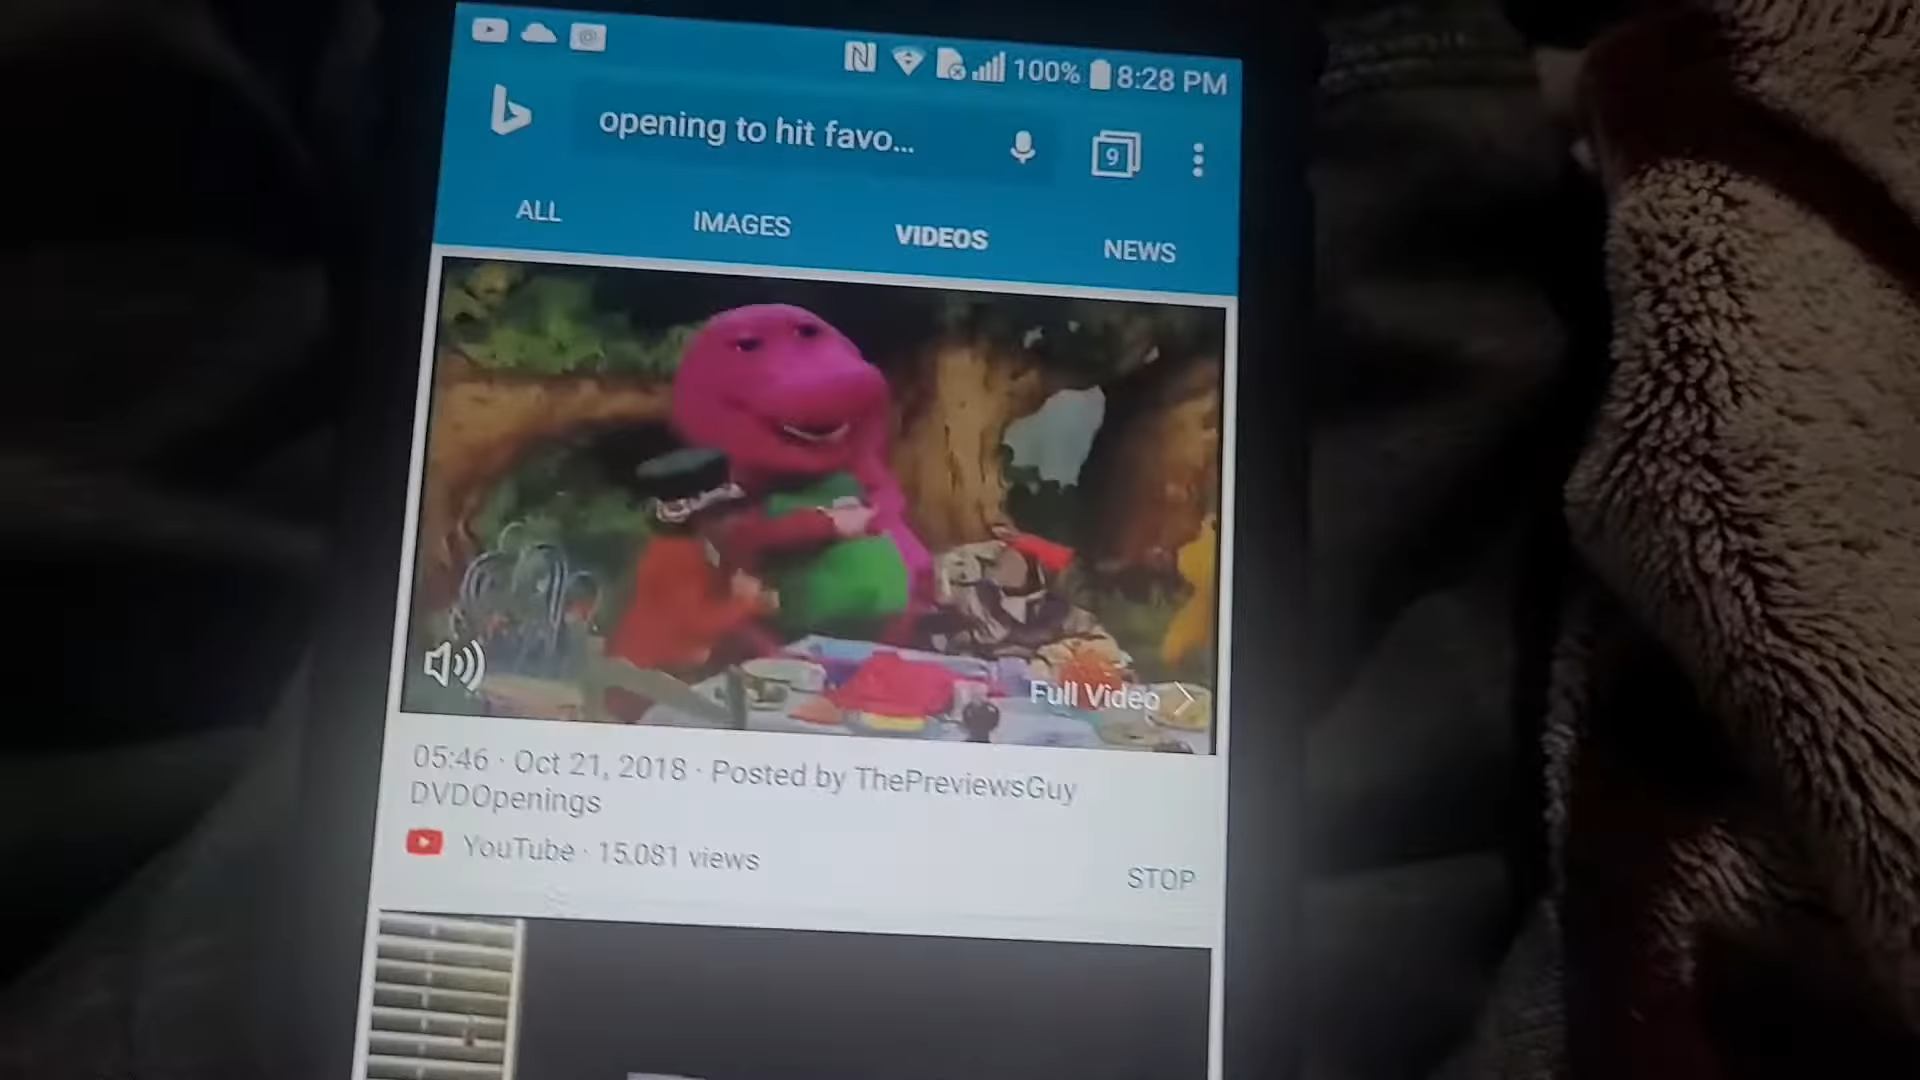 100% 8:28 PM
opening to hit favo...
9
ALL IMAGES VIDEOS NEWS
Full Video
05:46 · Oct 21, 2018 · Posted by ThePreviewsGuy
DVDOpenings
YouTube · 15,081 views
STOP